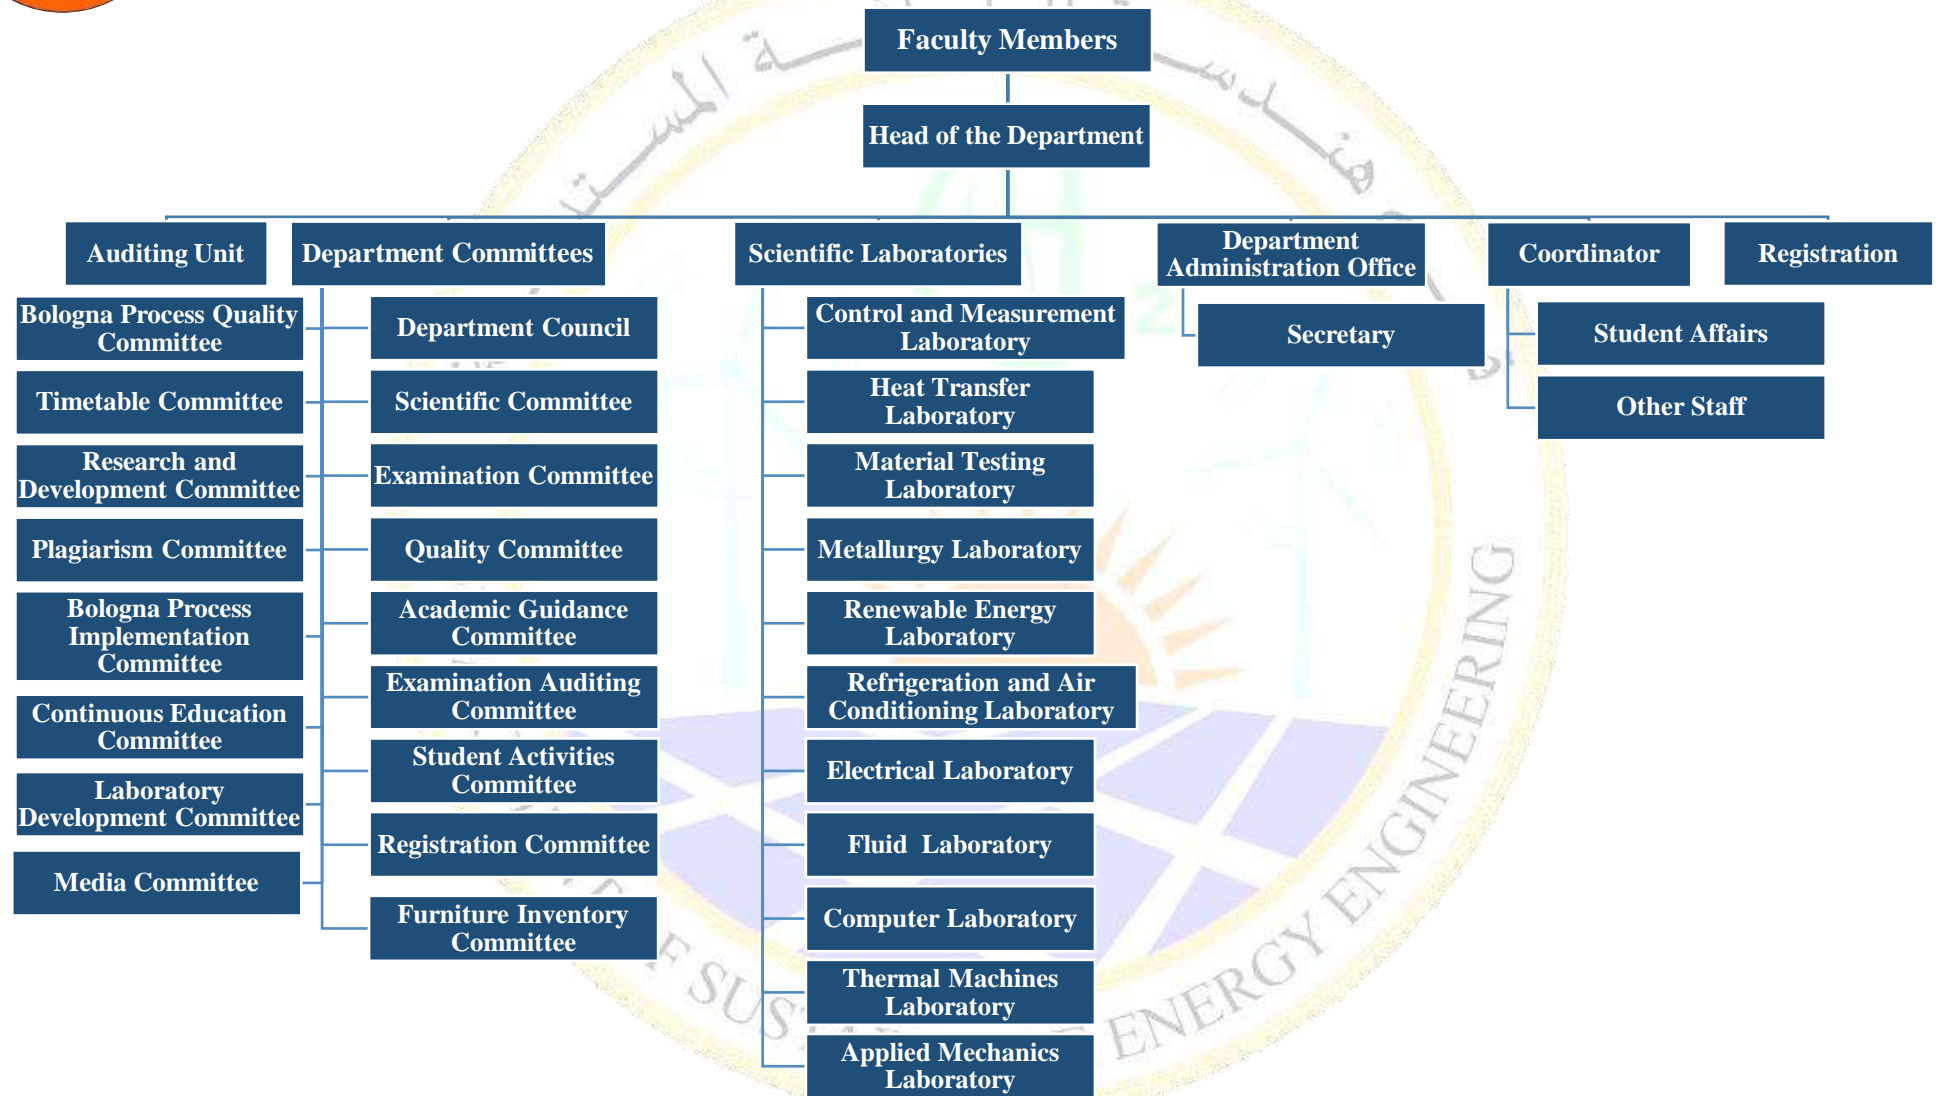 Faculty Members
Head of the Department
Auditing Unit
Department Committees
Scientific Laboratories
Department
Administration Office
Coordinator
Registration
Bologna Process Quality
Committee
Timetable Committee
Research and
Development Committee
Plagiarism Committee
Bologna Process
Implementation
Committee
Continuous Education
Committee
Laboratory
Development Committee
Media Committee
Department Council
Scientific Committee
Examination Committee
Quality Committee
Academic Guidance
Committee
Examination Auditing
Committee
Student Activities
Committee
Registration Committee
Furniture Inventory
Committee
Control and Measurement
Laboratory
Heat Transfer
Laboratory
Material Testing
Laboratory
Metallurgy Laboratory
Renewable Energy
Laboratory
Refrigeration and Air
Conditioning Laboratory
Electrical Laboratory
Fluid Laboratory
Computer Laboratory
Thermal Machines
Laboratory
Applied Mechanics
Laboratory
Secretary
Student Affairs
Other Staff
ENERGY ENGINEERING